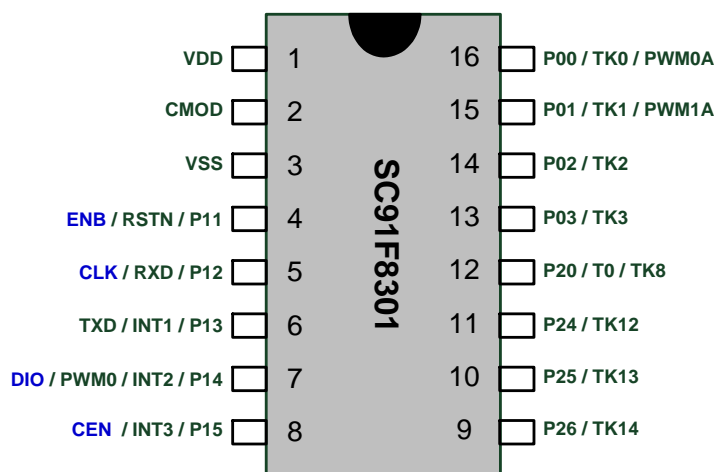 VDD 1 16 P00 / TK0 / PWM0A
CMOD 2 15 P01 / TK1 / PWM1A
VSS 3 14 P02 / TK2
ENB / RSTN / P11 4 13 P03 / TK3
CLK / RXD / P12 5 12 P20 / T0 / TK8
TXD / INT1 / P13 6 11 P24 / TK12
DIO / PWM0 / INT2 / P14 7 10 P25 / TK13
CEN / INT3 / P15 8 9 P26 / TK14
SC91F8301